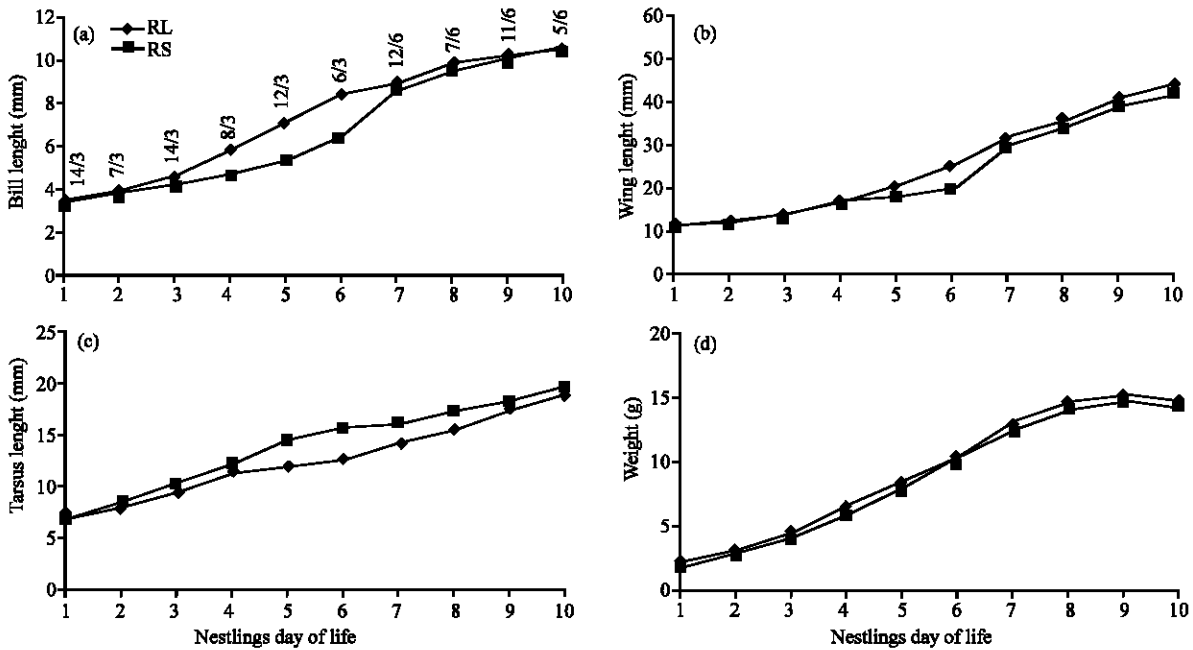 (a)
RL
RS
Bill lenght (mm)
12
10
8
6
4
2
0
14/3
7/3
14/3
8/3
12/3
6/3
12/6
7/6
11/6
5/6
1 2 3 4 5 6 7 8 9 10
(b)
Wing lenght (mm)
60
50
40
30
20
10
0
1 2 3 4 5 6 7 8 9 10
(c)
Tarsus lenght (mm)
25
20
15
10
5
0
1 2 3 4 5 6 7 8 9 10
Nestlings day of life
(d)
Weight (g)
20
15
10
5
0
1 2 3 4 5 6 7 8 9 10
Nestlings day of life